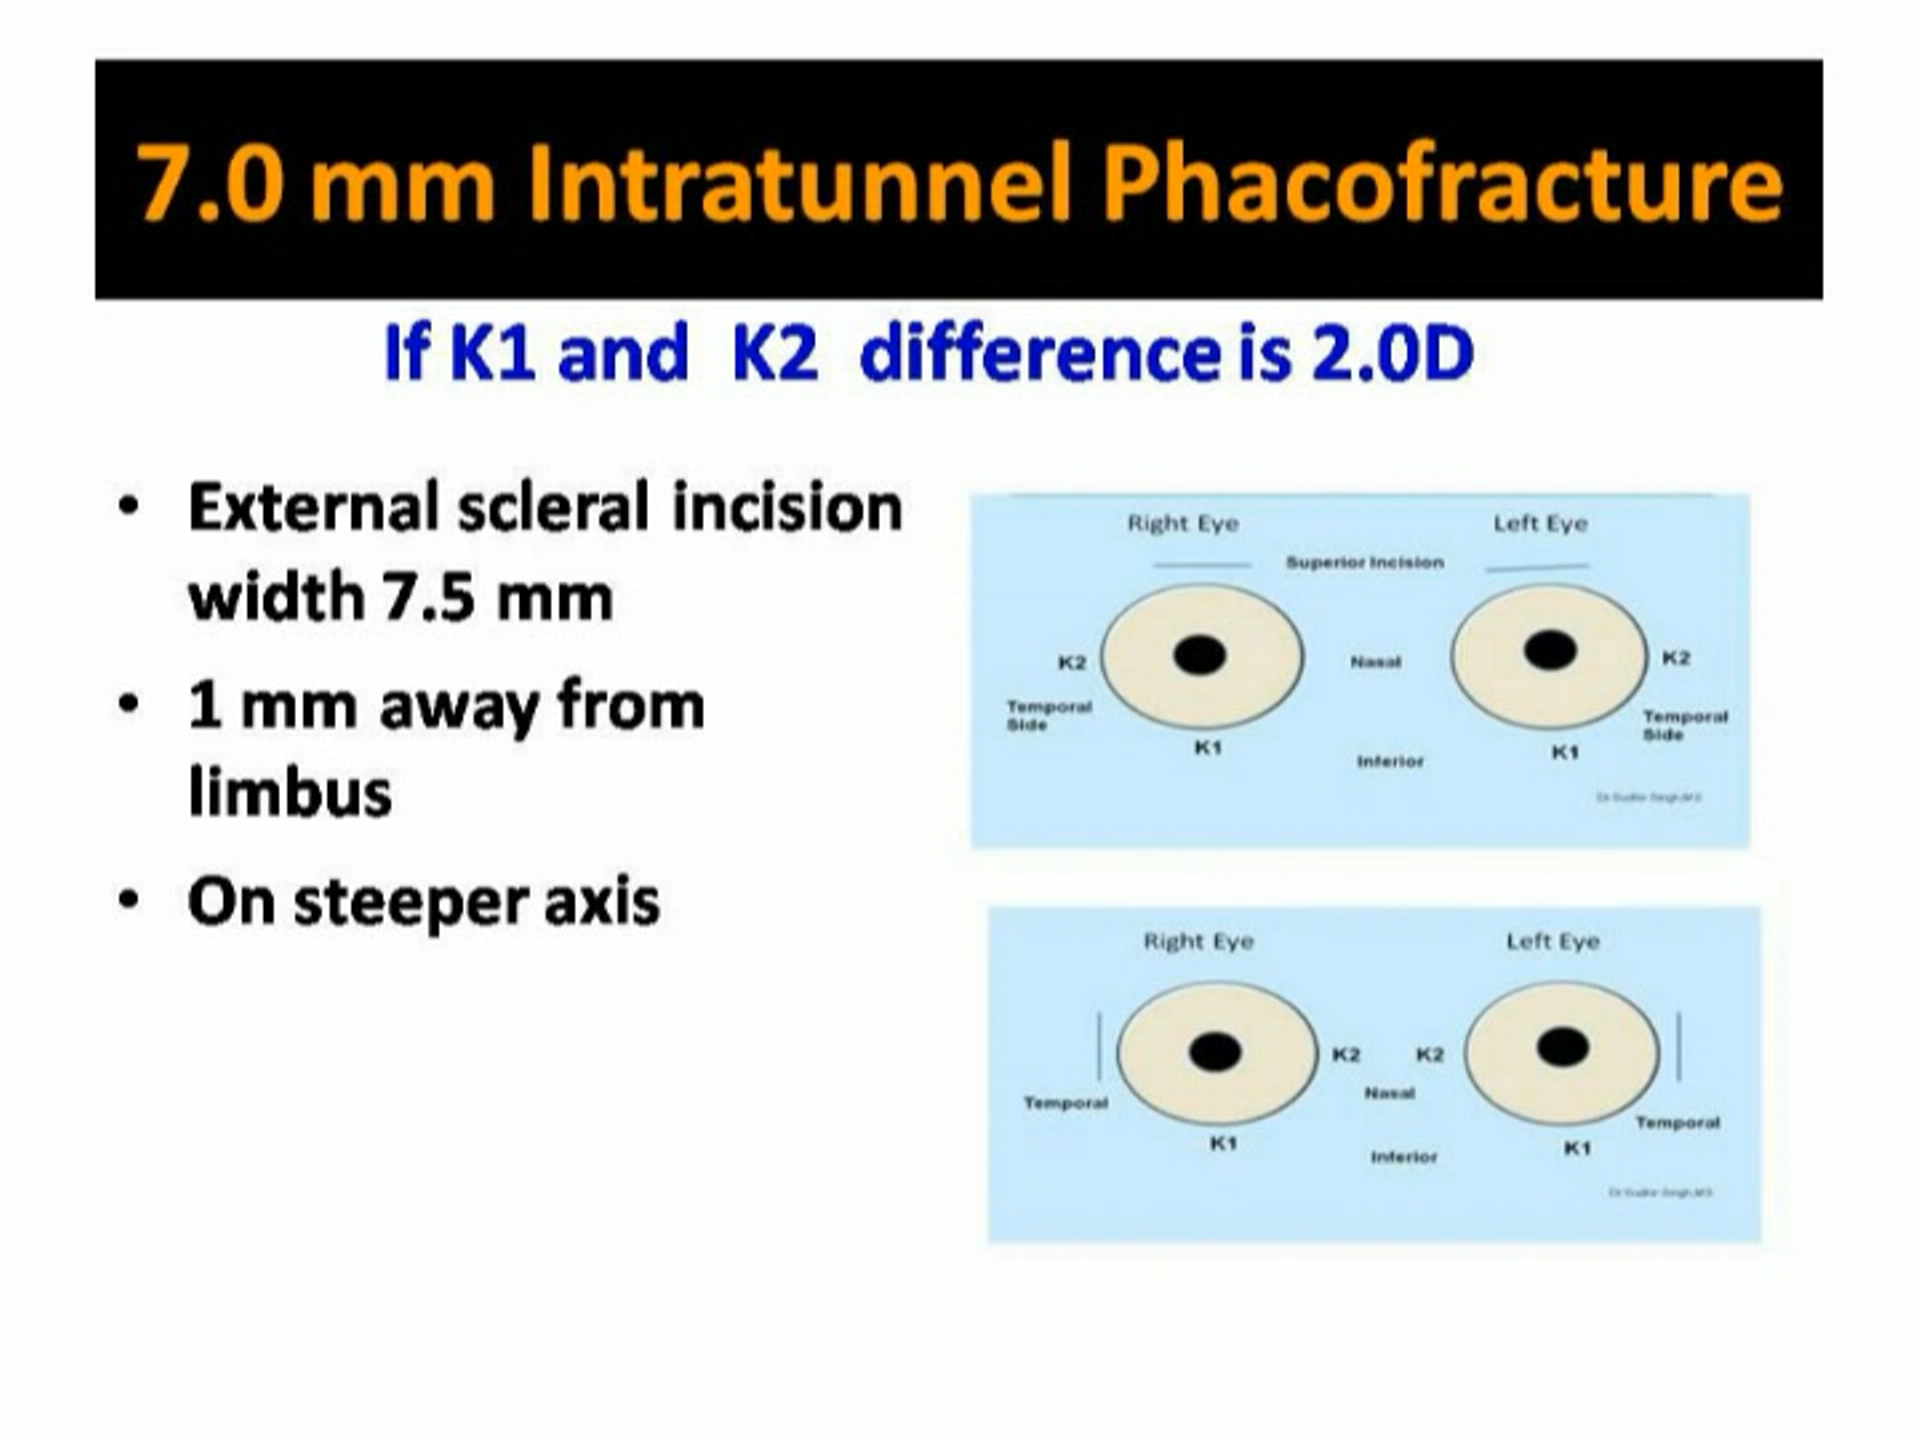 7.0 mm Intratunnel Phacofracture
If K1 and K2 difference is 2.0D
• External scleral incision
width 7.5 mm
• 1 mm away from
limbus
• On steeper axis
Right Eye
Left Eye
Superior Incision
K2
Nasal
K2
Temporal
Side
Temporal
Side
K1
K1
Inferior
Right Eye
Left Eye
K2
K2
Nasal
Temporal
Temporal
K1
K1
Inferior